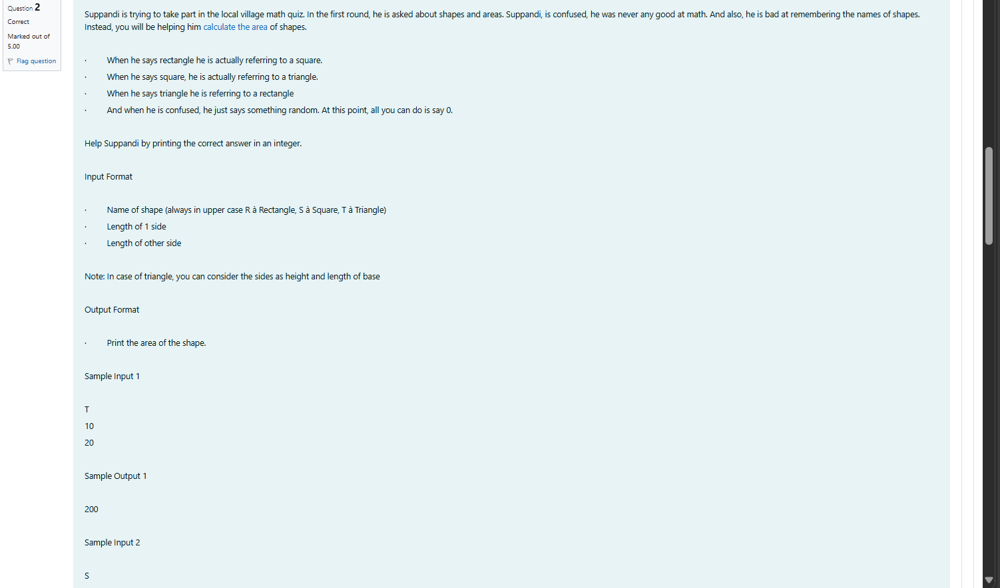 Question 2
Correct
Marked out of
5.00
Flag question
Suppandi is trying to take part in the local village math quiz. In the first round, he is asked about shapes and areas. Suppandi, is confused, he was never any good at math. And also, he is bad at remembering the names of shapes.
Instead, you will be helping him calculate the area of shapes.
· When he says rectangle he is actually referring to a square.
· When he says square, he is actually referring to a triangle.
· When he says triangle he is referring to a rectangle
· And when he is confused, he just says something random. At this point, all you can do is say 0.
Help Suppandi by printing the correct answer in an integer.
Input Format
· Name of shape (always in upper case R à Rectangle, S à Square, T à Triangle)
· Length of 1 side
· Length of other side
Note: In case of triangle, you can consider the sides as height and length of base
Output Format
· Print the area of the shape.
Sample Input 1
T
10
20
Sample Output 1
200
Sample Input 2
S